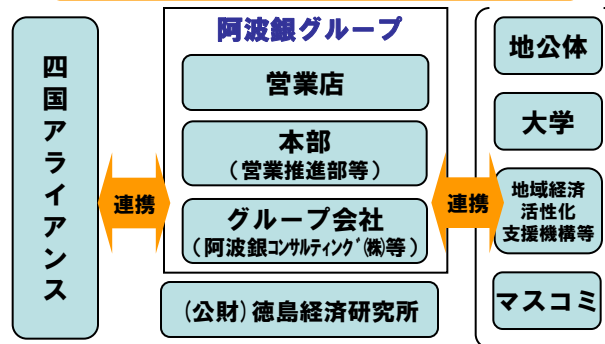 四国アライアンス
連携
阿波銀グループ
営業店
本部
（営業推進部等）
グループ会社
（阿波銀ｺﾝｻﾙﾃｨﾝｸﾞ㈱等）
（公財）徳島経済研究所
連携
地公体
大学
地域経済
活性化
支援機構等
マスコミ